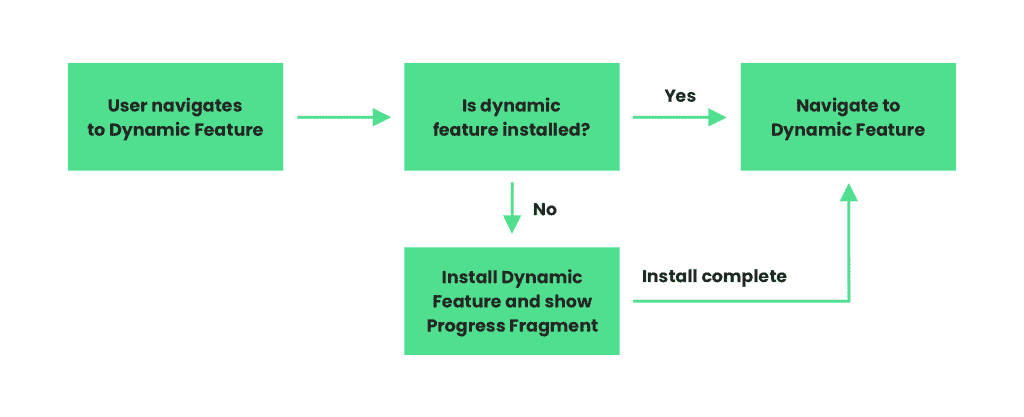 User navigates
to Dynamic Feature
Is dynamic
feature installed?
Yes
Navigate to
Dynamic Feature
No
Install Dynamic
Feature and show
Progress Fragment
Install complete